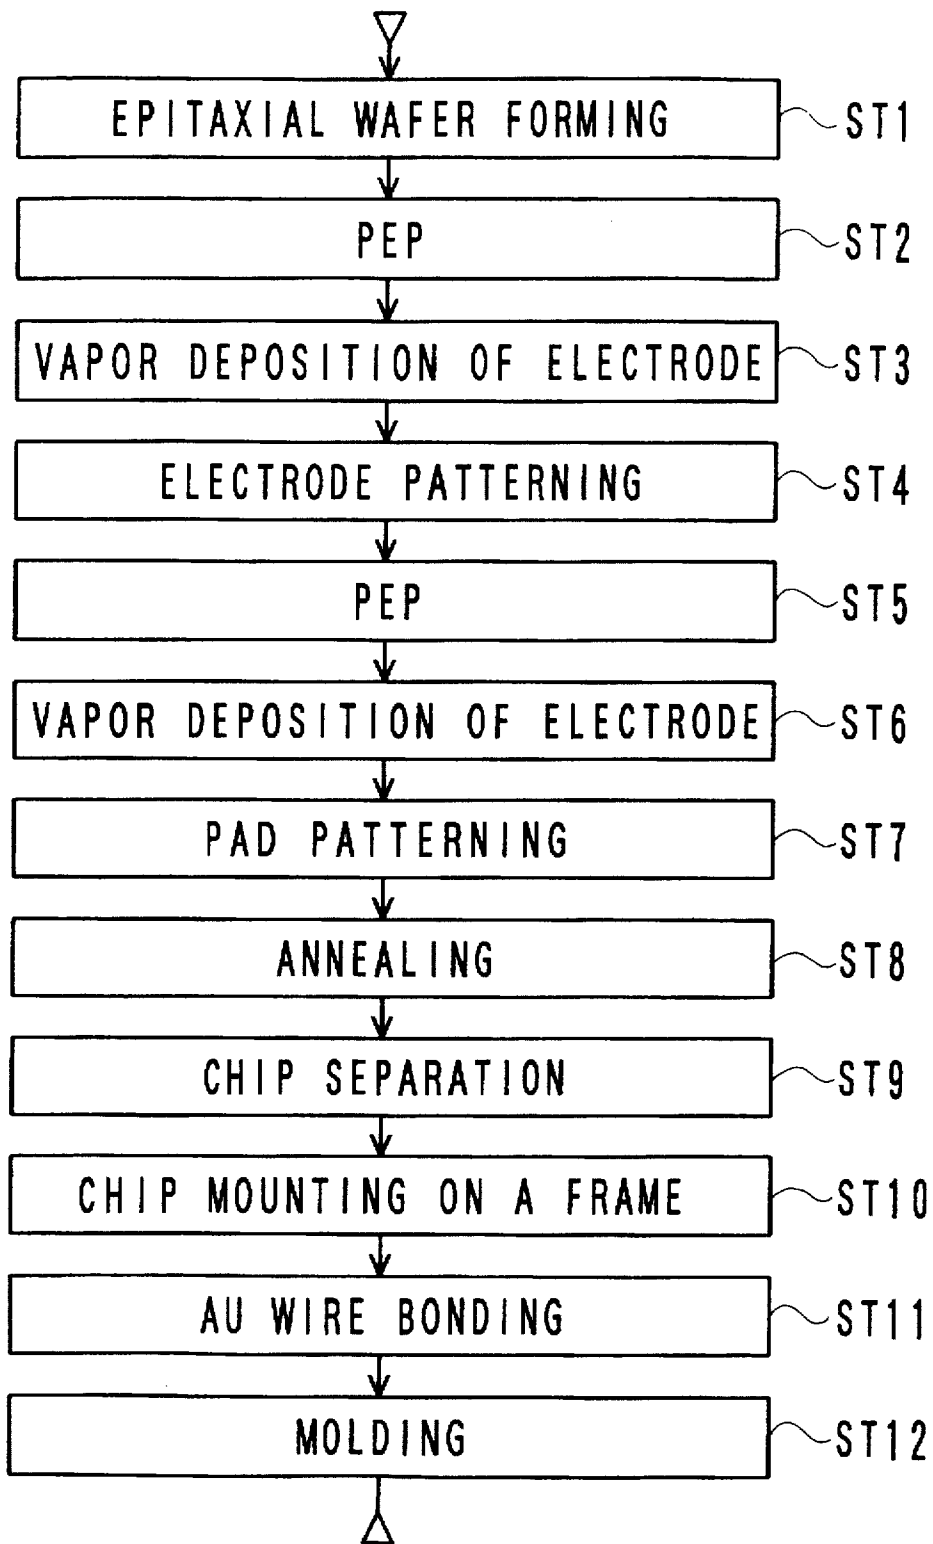 EPITAXIAL WAFER FORMING ST1
PEP ST2
VAPOR DEPOSITION OF ELECTRODE ST3
ELECTRODE PATTERNING ST4
PEP ST5
VAPOR DEPOSITION OF ELECTRODE ST6
PAD PATTERNING ST7
ANNEALING ST8
CHIP SEPARATION ST9
CHIP MOUNTING ON A FRAME ST10
AU WIRE BONDING ST11
MOLDING ST12